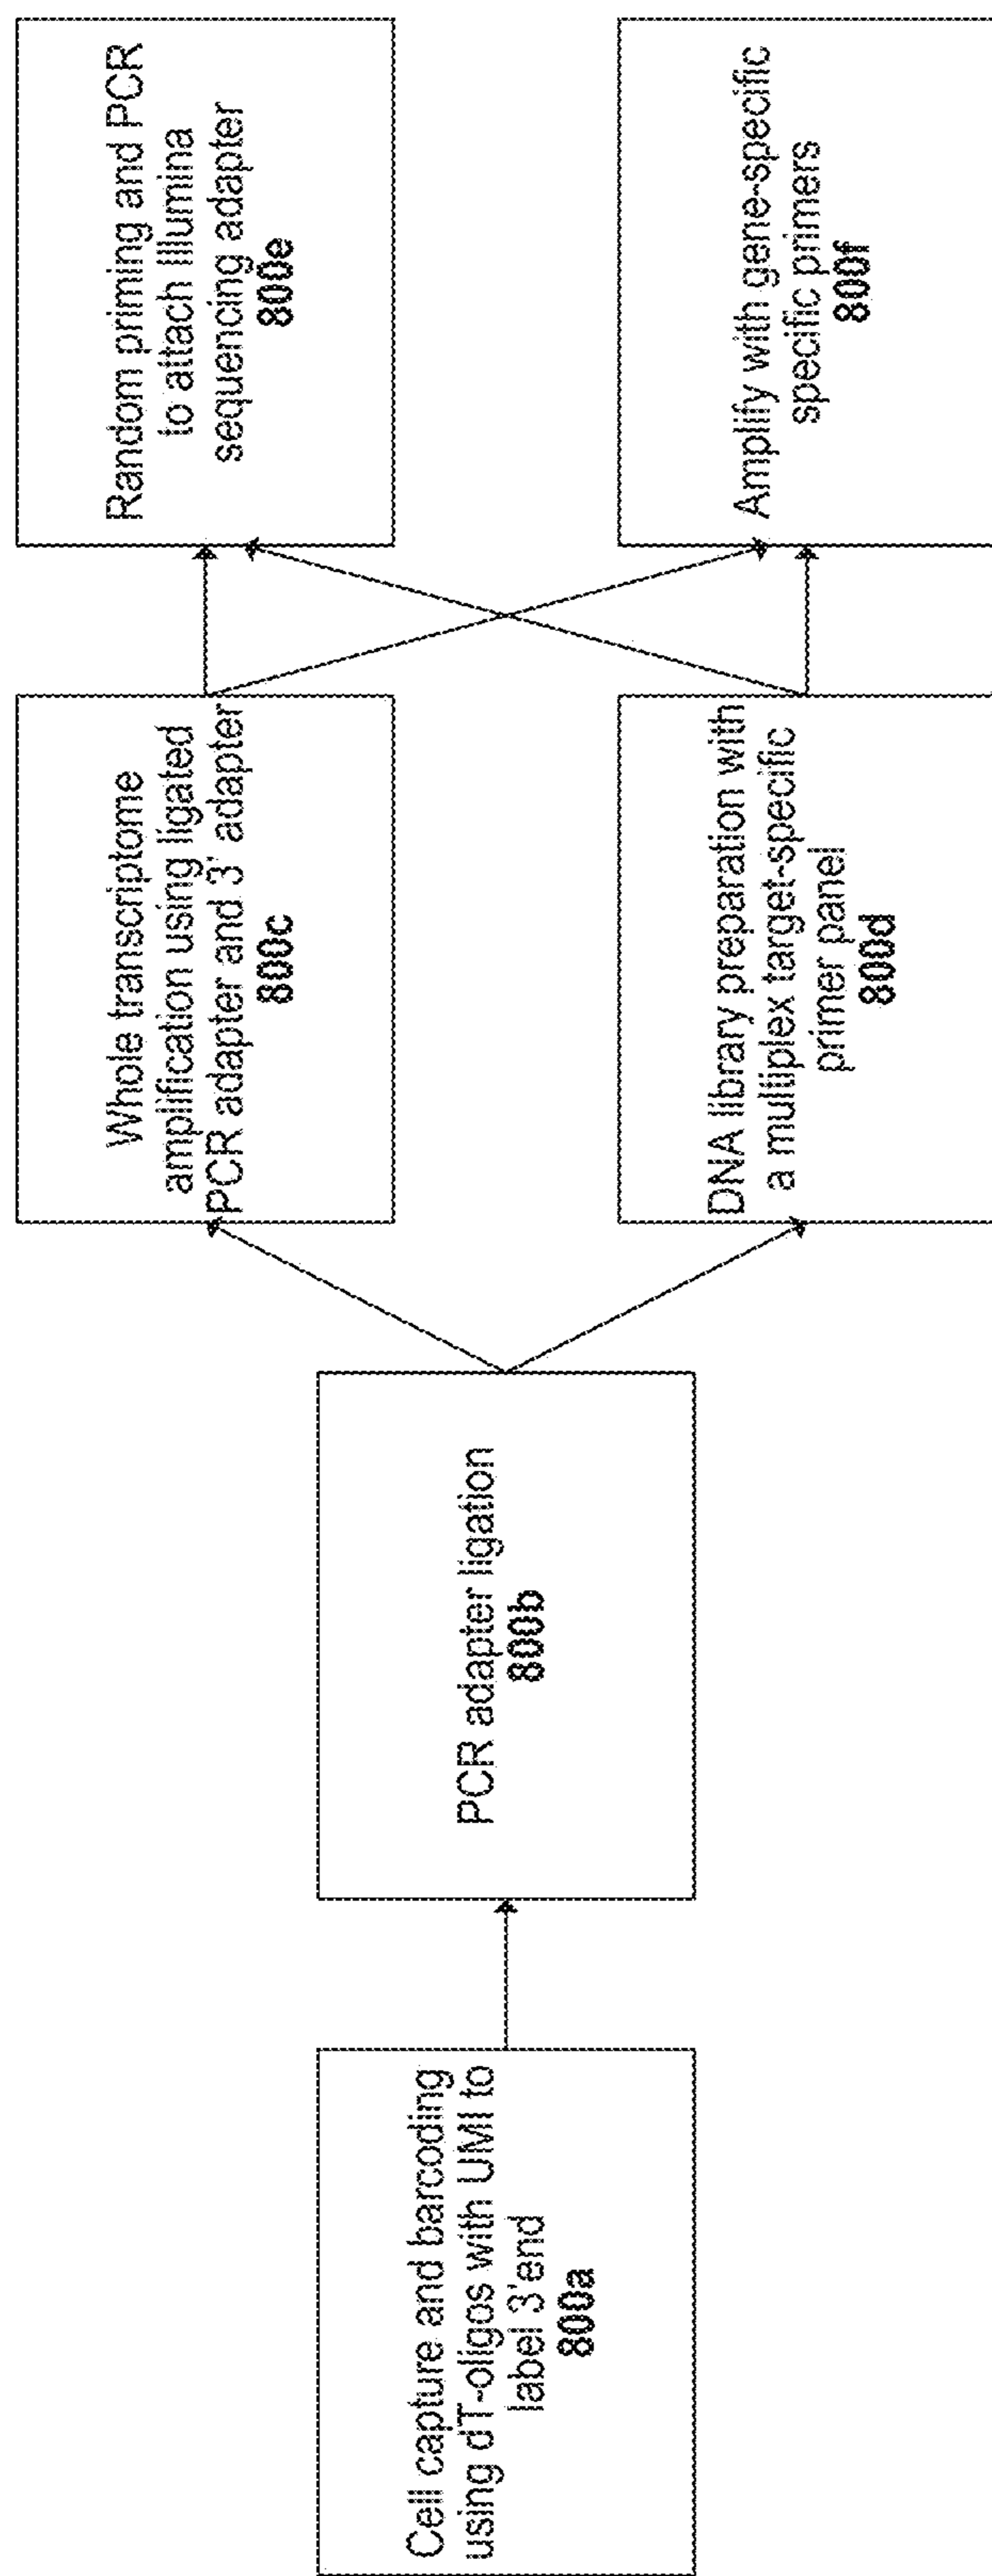 Cell capture and barcoding
using dT-oligos with UMI to
label 3'end
800a
PCR adapter ligation
800b
Whole transcriptome
amplification using ligated
PCR adapter and 3' adapter
800c
DNA library preparation with
a multiplex target-specific
primer panel
800d
Random priming and PCR
to attach Illumina
sequencing adapter
800e
Amplify with gene-specific
specific primers
800f